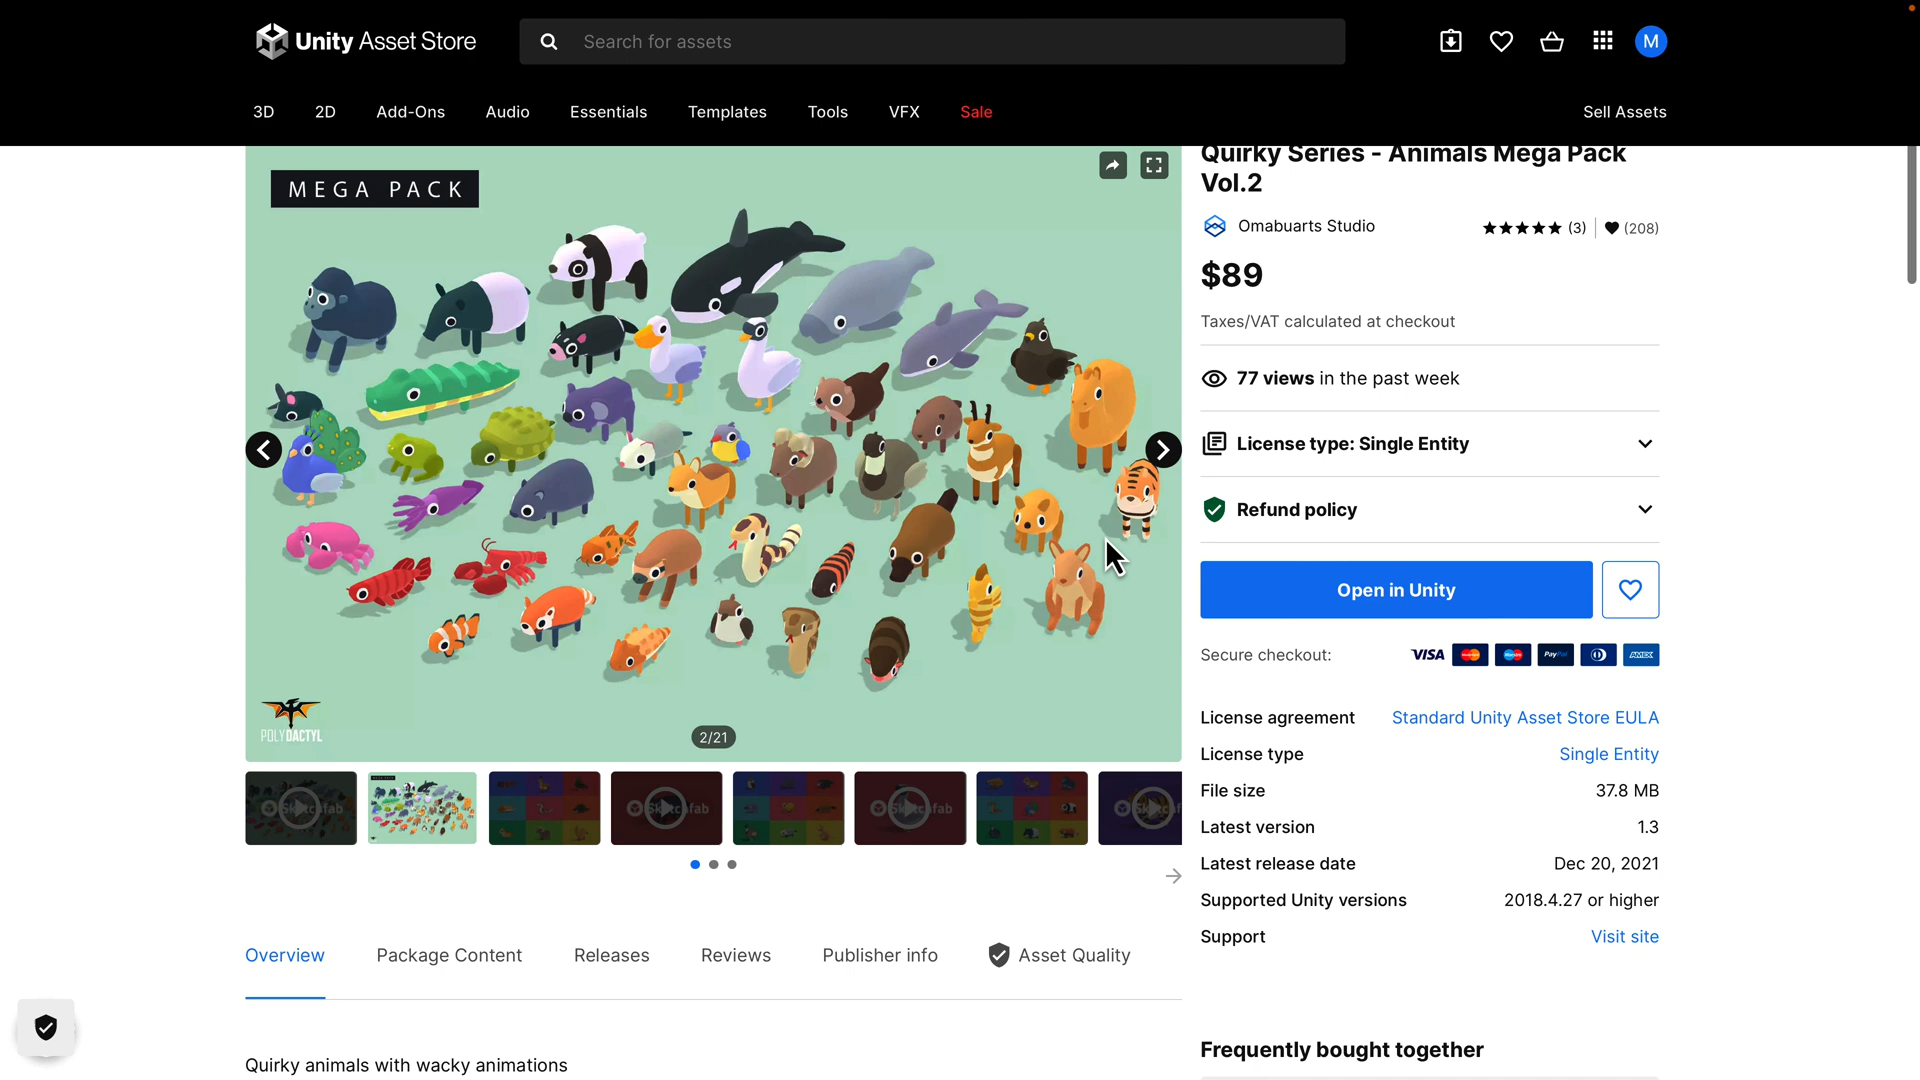 Unity Asset Store
Search for assets
M
3D 2D Add-Ons Audio Essentials Templates Tools VFX Sale Sell Assets
MEGA PACK
POLYDACTYL
2/21
Sketchfab
Sketchfab
Sketchfab
Overview Package Content Releases Reviews Publisher info Asset Quality
Quirky animals with wacky animations
Quirky Series - Animals Mega Pack
Vol.2
Omabuarts Studio (3) (208)
$89
Taxes/VAT calculated at checkout
77 views in the past week
License type: Single Entity
Refund policy
Open in Unity
Secure checkout: VISA PayPal AMEX
License agreement Standard Unity Asset Store EULA
License type Single Entity
File size 37.8 MB
Latest version 1.3
Latest release date Dec 20, 2021
Supported Unity versions 2018.4.27 or higher
Support Visit site
Frequently bought together